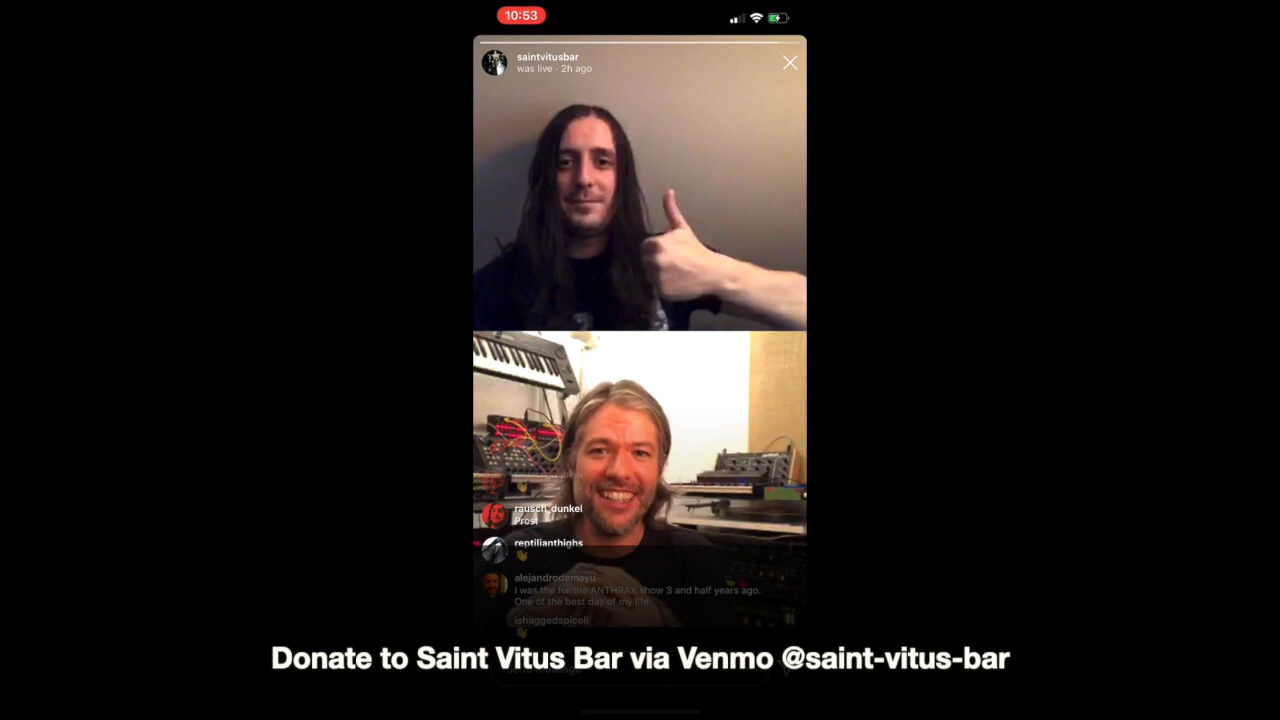 10:53
saintvitusbar
was live · 2h ago
rausch_dunkel
Prost
reptilianthighs
alejandrodemayu
I was the for the ANTHRAX show 3 and half years ago.
One of the best day of my life
ishaggedspicoli
Donate to Saint Vitus Bar via Venmo @saint-vitus-bar